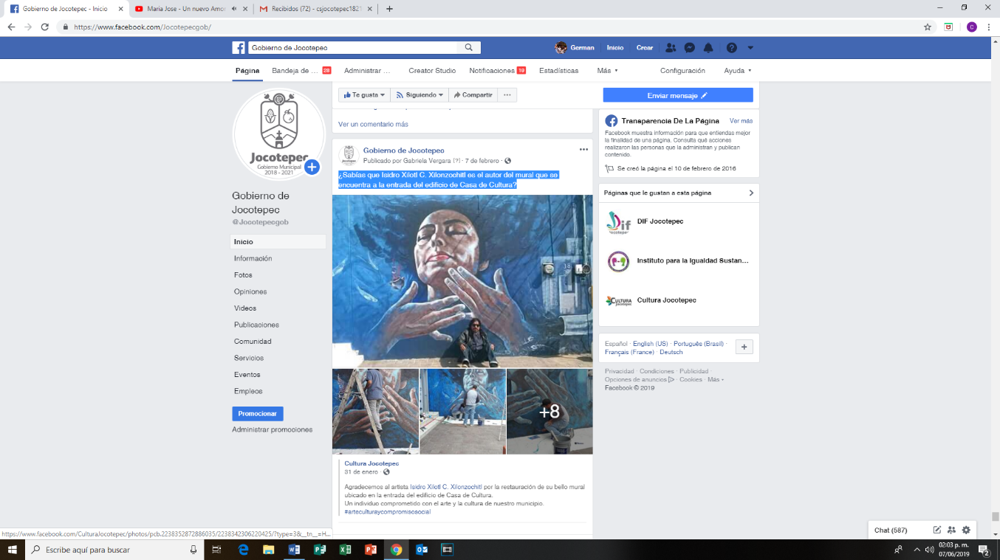 Gobierno de Jocotepec - Inicio
Maria Jose - Un nuevo Amor
Recibidos (72) - csjocotepec1821
https://www.facebook.com/Jocotepecgob/
C
Gobierno de Jocotepec
German
Inicio
Crear
Página
Bandeja de ... 28
Administrar ...
Creator Studio
Notificaciones 10
Estadísticas
Más
Configuración
Ayuda
Te gusta
Siguiendo
Compartir
Enviar mensaje
Jocotepec
Gobierno Municipal
2018 - 2021
Gobierno de
Jocotepec
@Jocotepecgob
Inicio
Información
Fotos
Opiniones
Videos
Publicaciones
Comunidad
Servicios
Eventos
Empleos
Promocionar
Administrar promociones
Ver un comentario más
Gobierno de Jocotepec
Publicado por Gabriela Vergara [?] · 7 de febrero ·
¿Sabías que Isidro Xilotl C. Xilonzochitl es el autor del mural que se
encuentra a la entrada del edificio de Casa de Cultura?
38
+8
Cultura Jocotepec
31 de enero ·
Agradecemos al artista Isidro Xilotl C. Xilonzochitl por la restauración de su bello mural
ubicado en la entrada del edificio de Casa de Cultura.
Un individuo comprometido con el arte y la cultura de nuestro municipio.
#arteculturaycompromisosocial
Transparencia De La Página
Ver más
Facebook muestra información para que entiendas mejor
la finalidad de una página. Consulta qué acciones
realizaron las personas que la administran y publican
contenido.
Se creó la página el 10 de febrero de 2016
Páginas que le gustan a esta página
Dif
Jocotepec
DIF Jocotepec
Instituto para la Igualdad Sustan...
CULTURA
Jocotepec
Cultura Jocotepec
Español · English (US) · Português (Brasil) ·
Français (France) · Deutsch
Privacidad · Condiciones · Publicidad ·
Opciones de anuncios · Cookies · Más
Facebook © 2019
Chat (587)
https://www.facebook.com/CulturaJocotepec/photos/pcb.2238352872886035/2238342306220425/?type=3&__tn__=H...
Escribe aquí para buscar
02:03 p. m.
07/06/2019
2